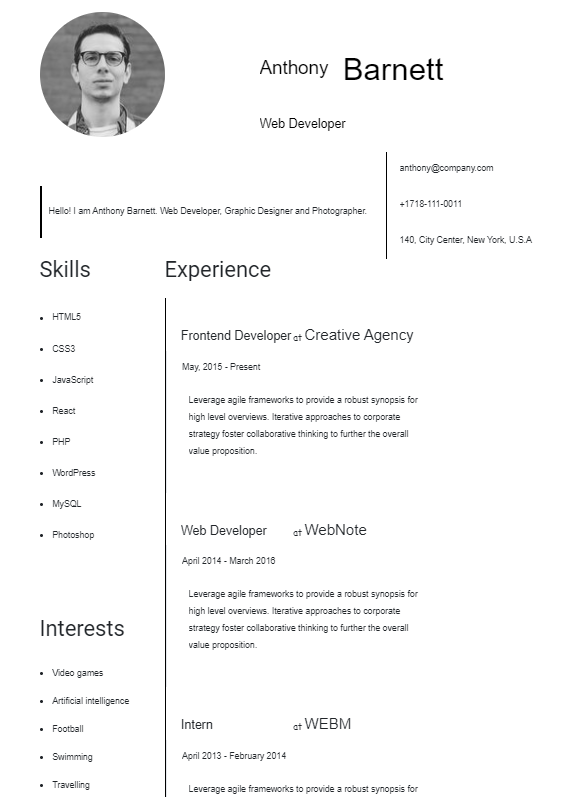 Anthony Barnett
Web Developer
anthony@company.com
+1718-111-0011
140, City Center, New York, U.S.A
Hello! I am Anthony Barnett. Web Developer, Graphic Designer and Photographer.
Skills
HTML5
CSS3
JavaScript
React
PHP
WordPress
MySQL
Photoshop
Interests
Video games
Artificial intelligence
Football
Swimming
Travelling
Experience
Frontend Developer at Creative Agency
May, 2015 - Present
Leverage agile frameworks to provide a robust synopsis for
high level overviews. Iterative approaches to corporate
strategy foster collaborative thinking to further the overall
value proposition.
Web Developer at WebNote
April 2014 - March 2016
Leverage agile frameworks to provide a robust synopsis for
high level overviews. Iterative approaches to corporate
strategy foster collaborative thinking to further the overall
value proposition.
Intern at WEBM
April 2013 - February 2014
Leverage agile frameworks to provide a robust synopsis for